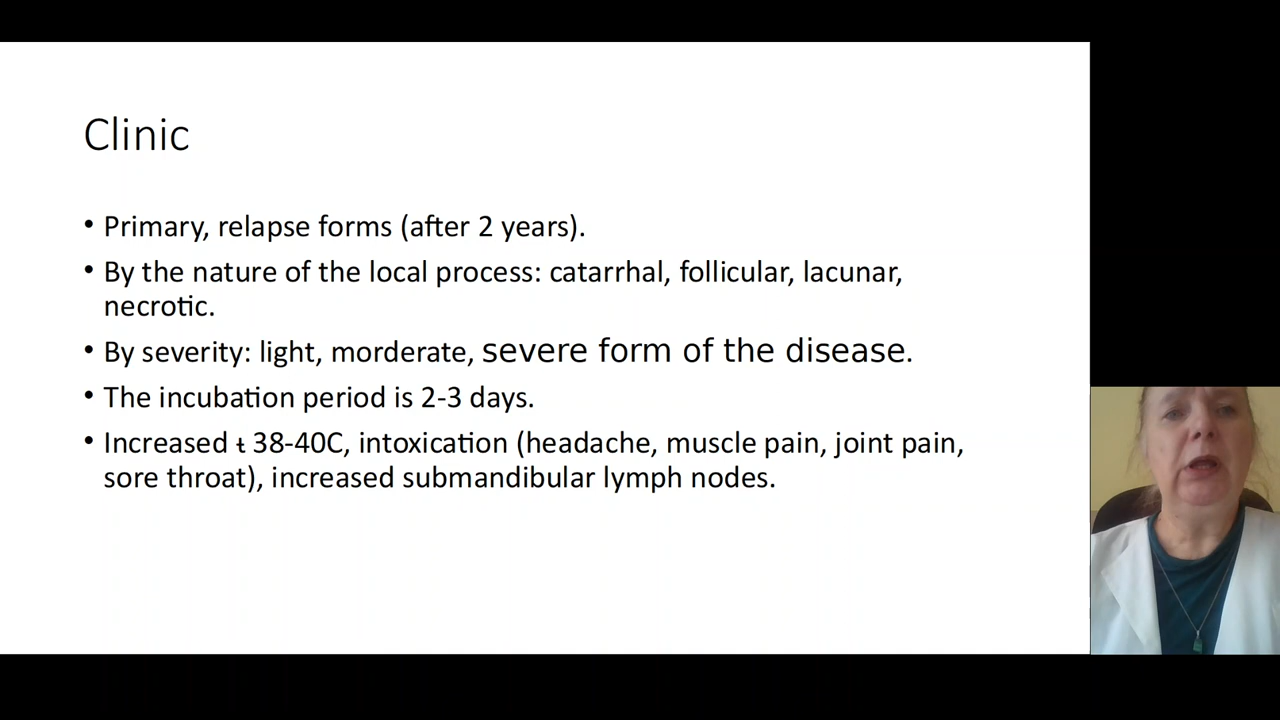 Clinic
• Primary, relapse forms (after 2 years).
• By the nature of the local process: catarrhal, follicular, lacunar,
necrotic.
• By severity: light, morderate, severe form of the disease.
• The incubation period is 2-3 days.
• Increased ŧ 38-40C, intoxication (headache, muscle pain, joint pain,
sore throat), increased submandibular lymph nodes.